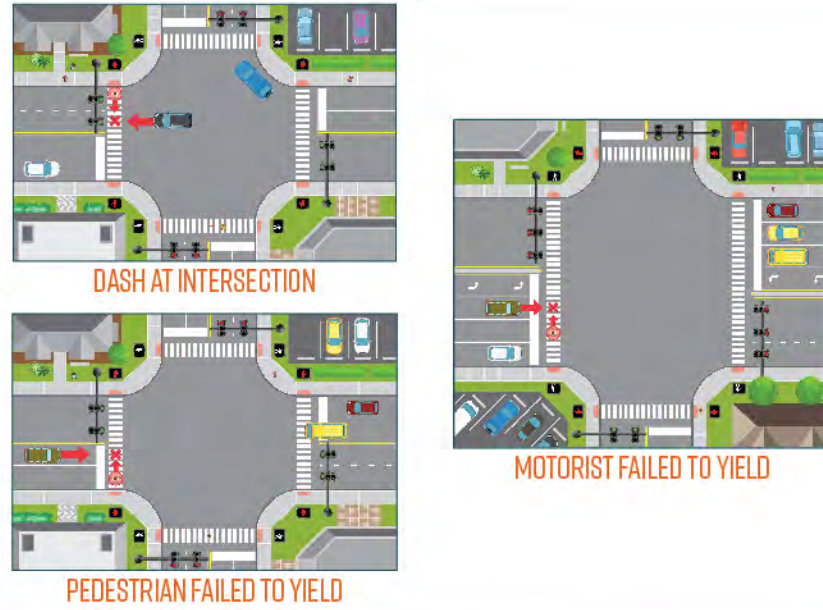 DASH AT INTERSECTION
PEDESTRIAN FAILED TO YIELD
MOTORIST FAILED TO YIELD